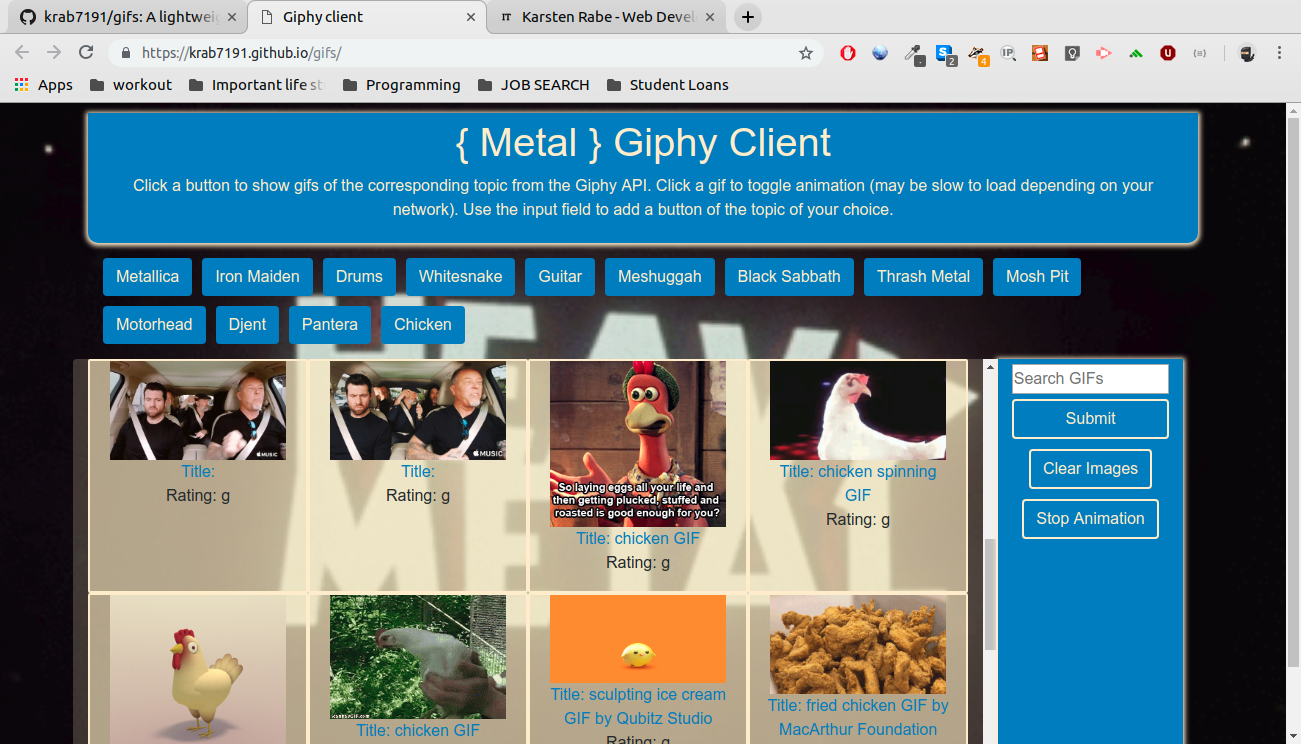 krab7191/gifs: A lightwei
Giphy client
Karsten Rabe - Web Devel
https://krab7191.github.io/gifs/
2
4
IP
Apps
workout
Important life st
Programming
JOB SEARCH
Student Loans
{ Metal } Giphy Client
Click a button to show gifs of the corresponding topic from the Giphy API. Click a gif to toggle animation (may be slow to load depending on your
network). Use the input field to add a button of the topic of your choice.
Metallica
Iron Maiden
Drums
Whitesnake
Guitar
Meshuggah
Black Sabbath
Thrash Metal
Mosh Pit
Motorhead
Djent
Pantera
Chicken
HEAVY
METAL
MUSIC
Title:
Rating: g
MUSIC
Title:
Rating: g
So laying eggs all your life and
then getting plucked, stuffed and
roasted is good enough for you?
Title: chicken GIF
Rating: g
Title: chicken spinning
GIF
Rating: g
Title: chicken GIF
Title: sculpting ice cream
GIF by Qubitz Studio
Rating: g
Title: fried chicken GIF by
MacArthur Foundation
Search GIFs
Submit
Clear Images
Stop Animation